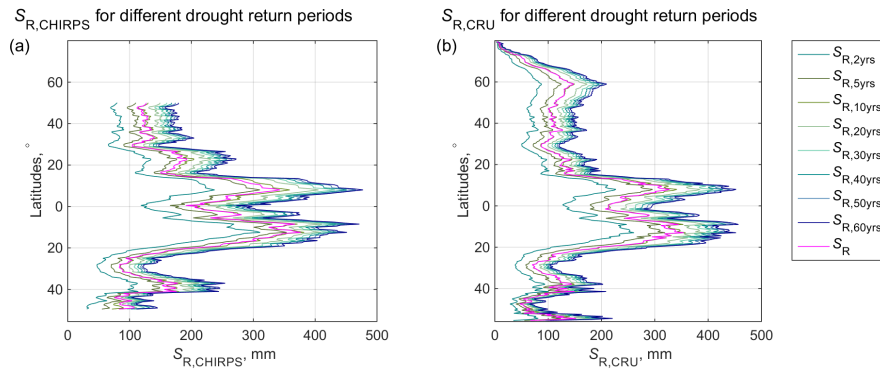 S_R,CHIRPS for different drought return periods
(a)
Latitudes, °
60
40
20
0
20
40
0 100 200 300 400 500
S_R,CHIRPS, mm
S_R,CRU for different drought return periods
(b)
Latitudes, °
60
40
20
0
20
40
0 100 200 300 400 500
S_R,CRU, mm
S_R,2yrs
S_R,5yrs
S_R,10yrs
S_R,20yrs
S_R,30yrs
S_R,40yrs
S_R,50yrs
S_R,60yrs
S_R